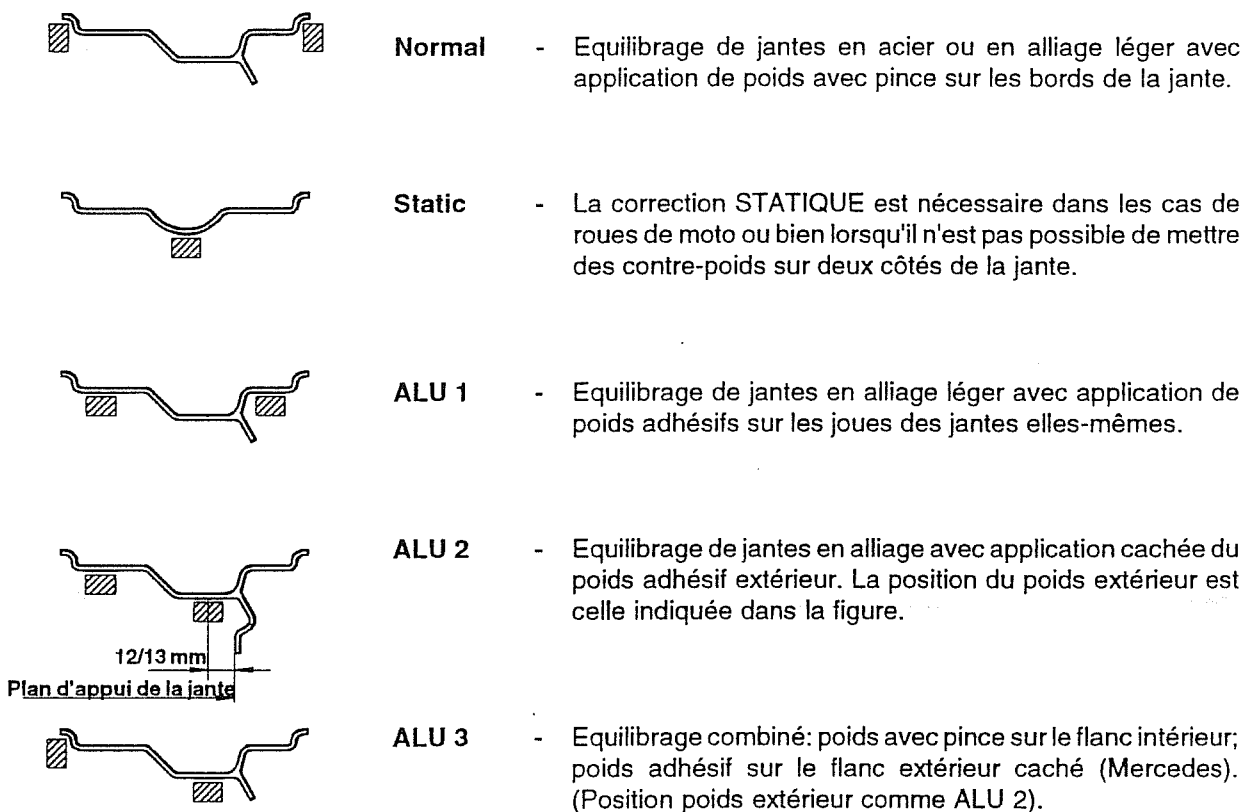 Normal - Equilibrage de jantes en acier ou en alliage léger avec
application de poids avec pince sur les bords de la jante.
Static - La correction STATIQUE est nécessaire dans les cas de
roues de moto ou bien lorsqu'il n'est pas possible de mettre
des contre-poids sur deux côtés de la jante.
ALU 1 - Equilibrage de jantes en alliage léger avec application de
poids adhésifs sur les joues des jantes elles-mêmes.
ALU 2 - Equilibrage de jantes en alliage avec application cachée du
poids adhésif extérieur. La position du poids extérieur est
celle indiquée dans la figure.
12/13 mm
Plan d'appui de la jante
ALU 3 - Equilibrage combiné: poids avec pince sur le flanc intérieur;
poids adhésif sur le flanc extérieur caché (Mercedes).
(Position poids extérieur comme ALU 2).